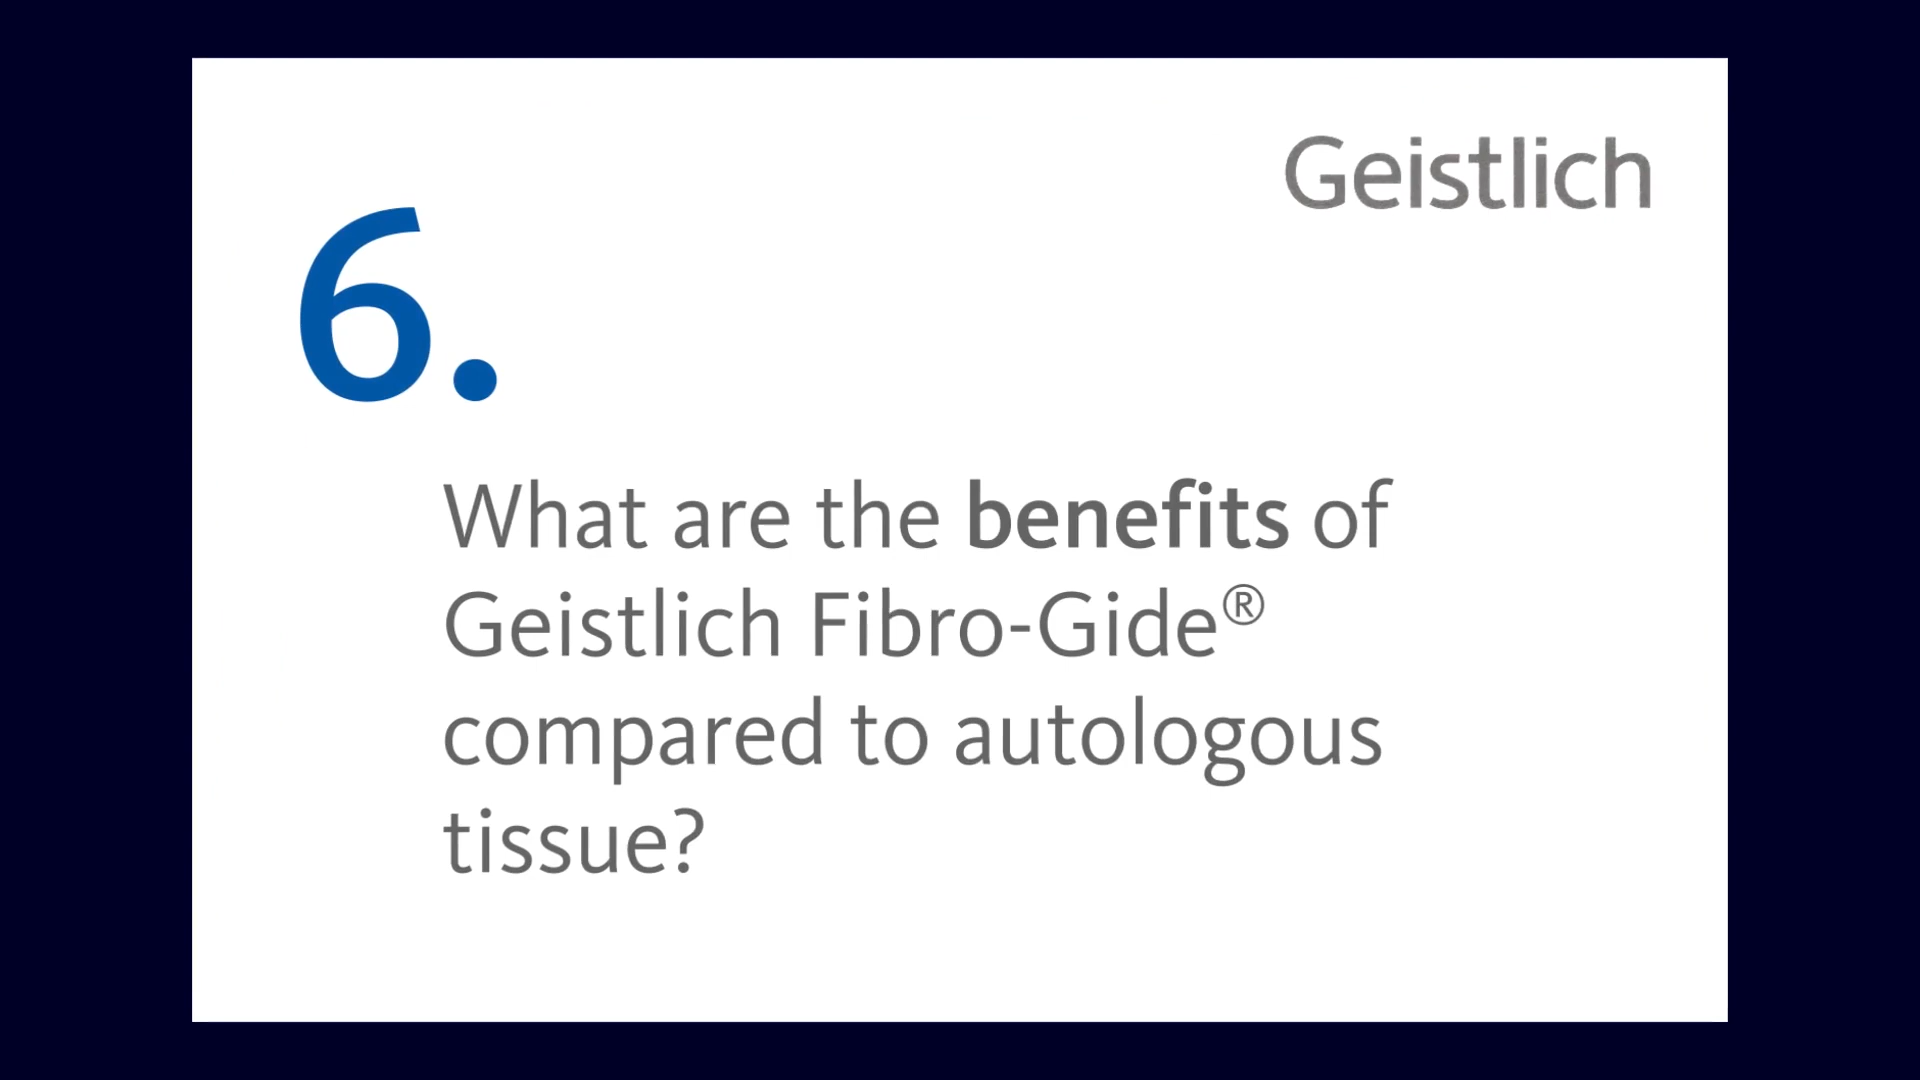 Geistlich
6.
What are the benefits of
Geistlich Fibro-Gide®
compared to autologous
tissue?